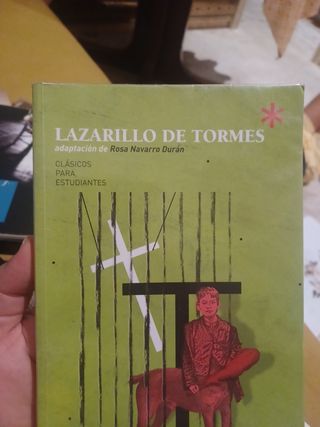 LAZARILLO DE TORMES
adaptación de Rosa Navarro Durán
CLÁSICOS
PARA
ESTUDIANTES